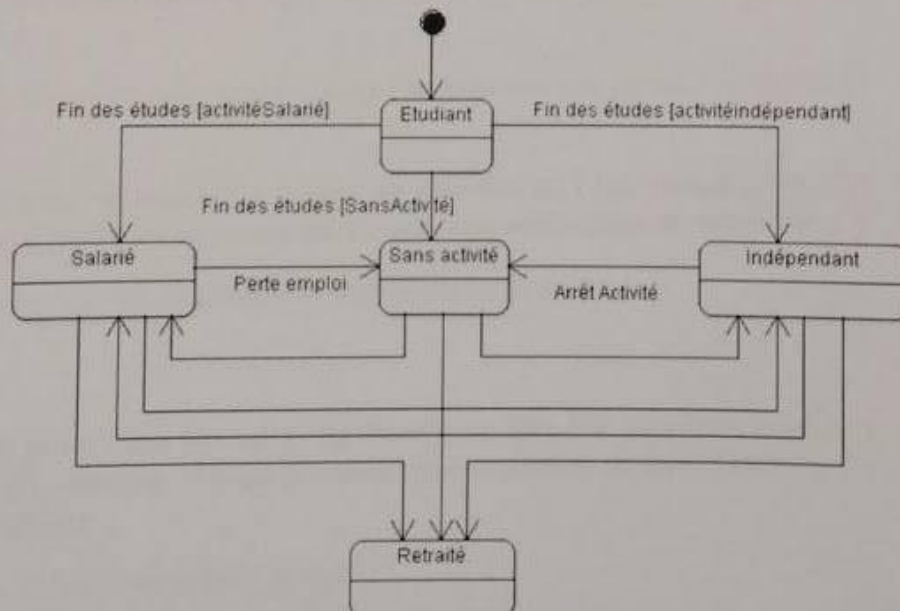 Etudiant
Fin des études [activitéSalarié]
Fin des études [activitéindépendant]
Fin des études [SansActivité]
Salarié
Sans activité
Indépendant
Perte emploi
Arrêt Activité
Retraité